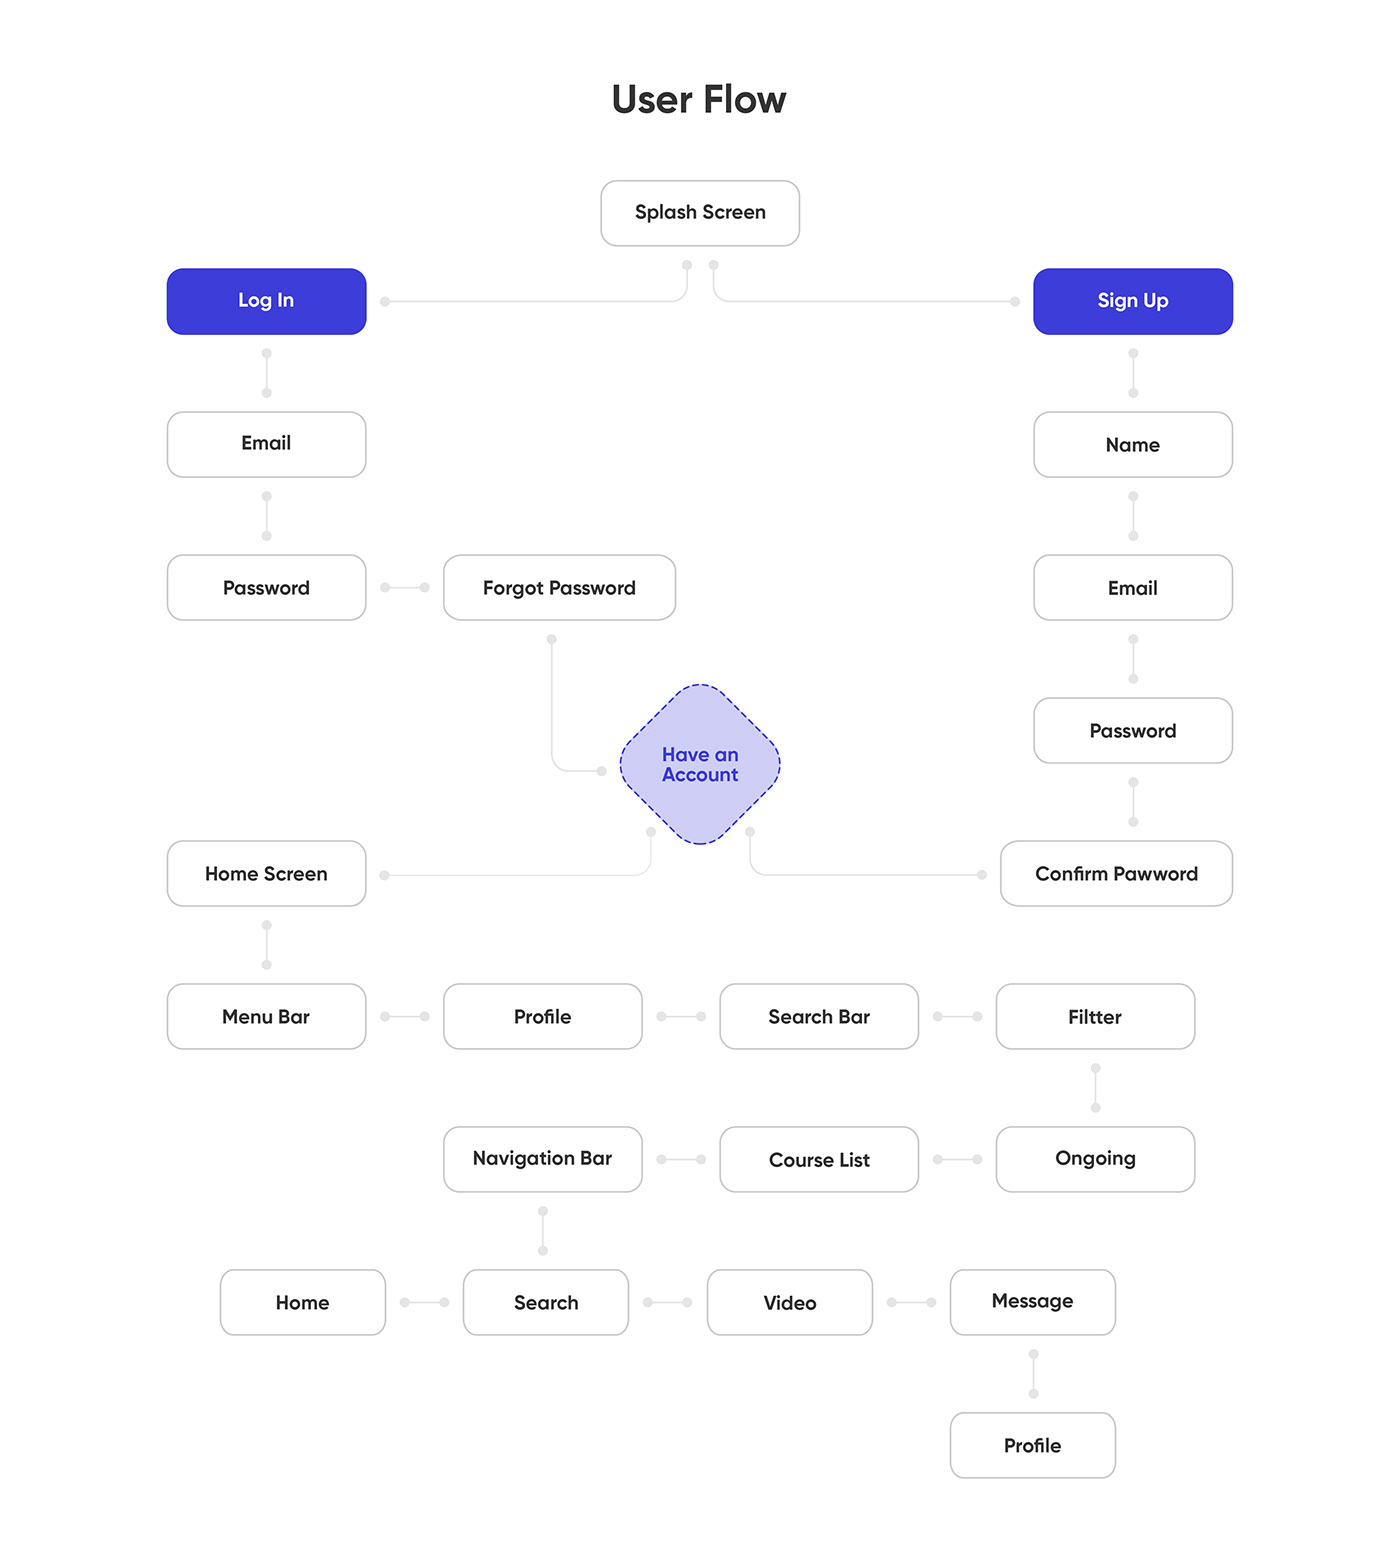 User Flow
Splash Screen
Log In
Sign Up
Email
Name
Password
Forgot Password
Email
Have an
Account
Password
Home Screen
Confirm Pawword
Menu Bar
Profile
Search Bar
Filtter
Navigation Bar
Course List
Ongoing
Home
Search
Video
Message
Profile